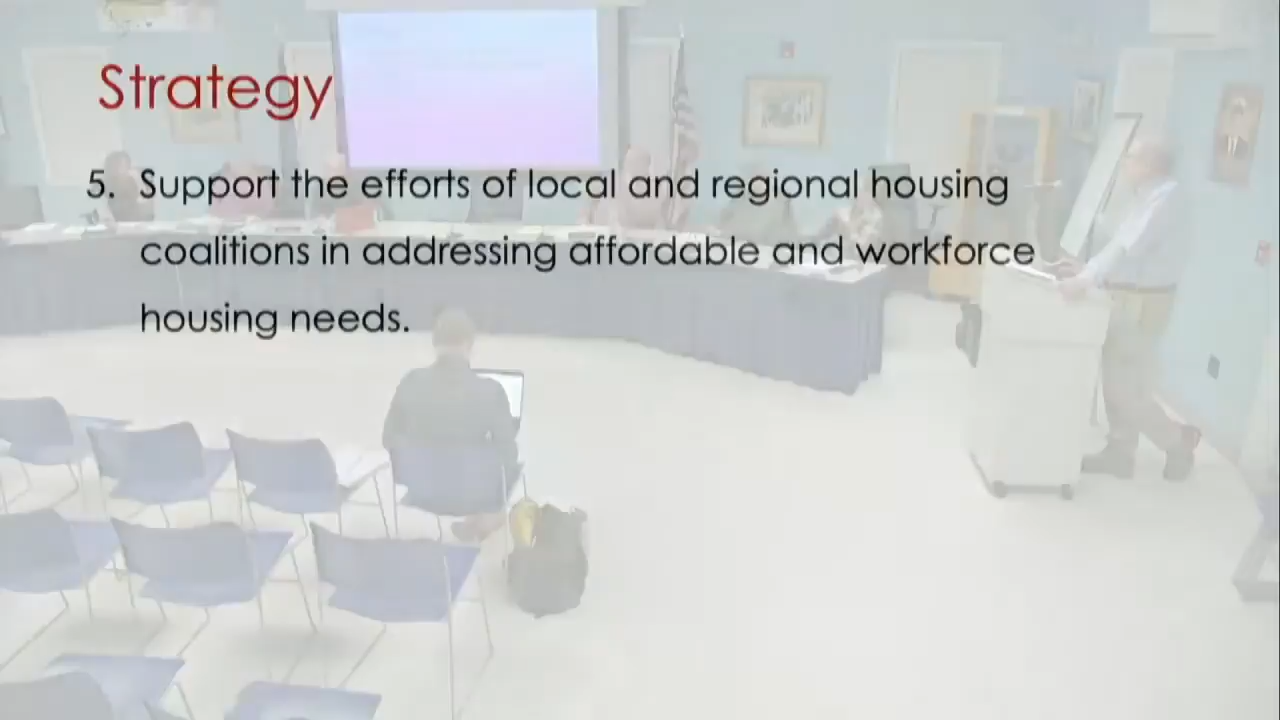 Strategy
5. Support the efforts of local and regional housing
coalitions in addressing affordable and workforce
housing needs.